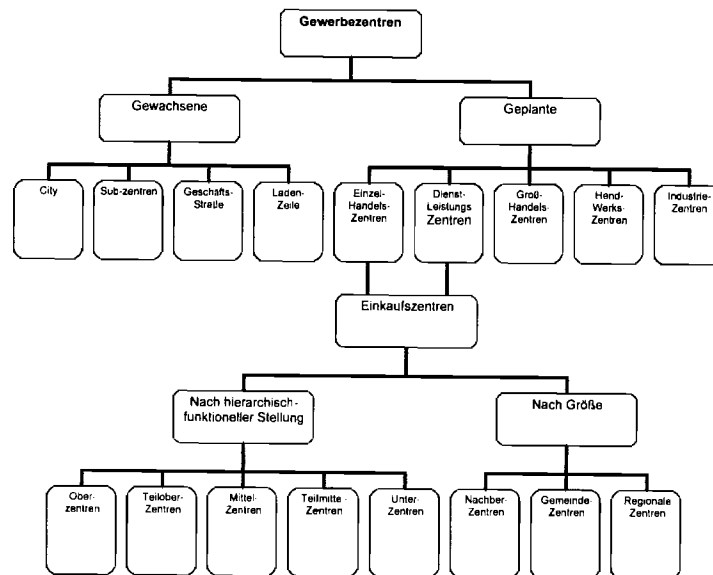 Gewerbezentren
Gewachsene
Geplante
City
Sub-zentren
Geschäfts-
Straße
Laden-
Zeile
Einzel-
Handels-
Zentren
Dienst-
Leistungs
Zentren
Groß-
Handels-
Zentren
Hend-
Werks-
Zentren
Industrie-
Zentren
Einkaufszentren
Nach hierarchisch-
funktioneller Stellung
Nach Größe
Ober-
zentren
Teilober-
Zentren
Mittel-
Zentren
Teilmitte-
Zentren
Unter-
Zentren
Nachber-
Zentren
Gemeinde-
Zentren
Regionale
Zentren